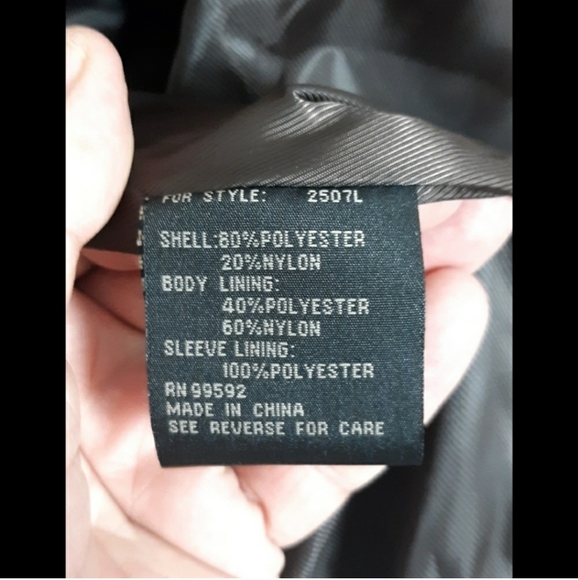 FOR STYLE: 2507L
SHELL:80%POLYESTER
20%NYLON
BODY LINING:
40%POLYESTER
60%NYLON
SLEEVE LINING:
100%POLYESTER
RN 99592
MADE IN CHINA
SEE REVERSE FOR CARE